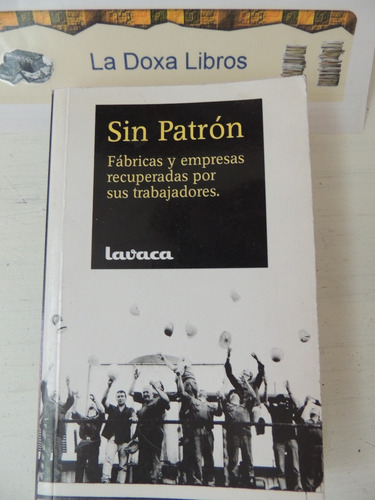 La Doxa Libros
Sin Patrón
Fábricas y empresas
recuperadas por
sus trabajadores.
lavaca